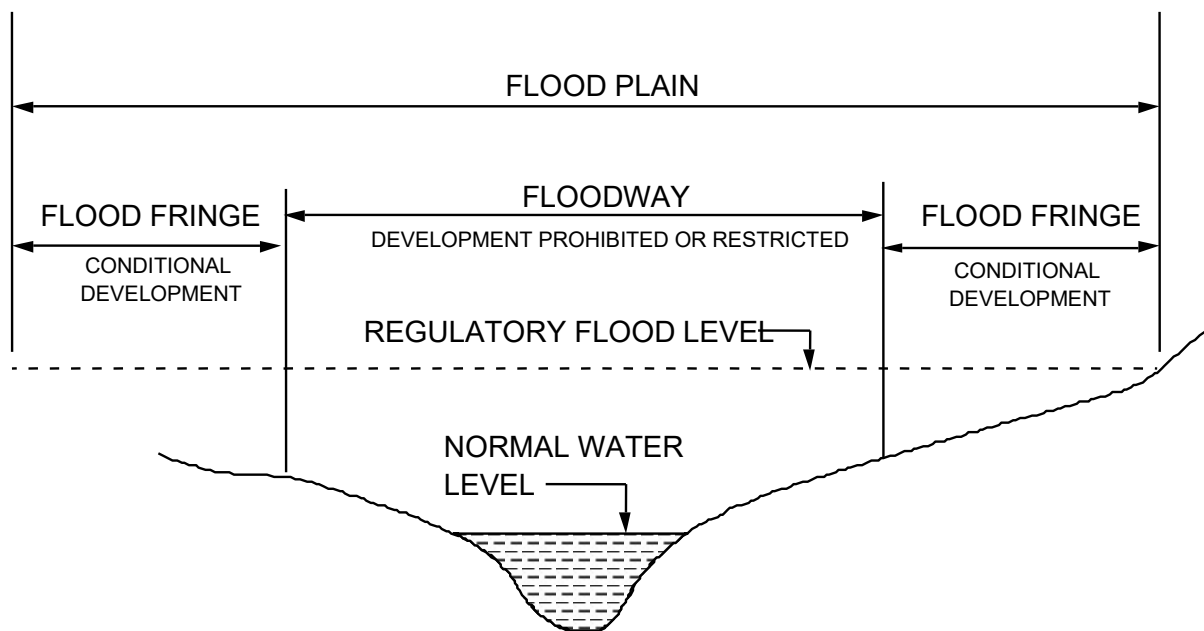 FLOOD PLAIN
FLOOD FRINGE
FLOODWAY
FLOOD FRINGE
DEVELOPMENT PROHIBITED OR RESTRICTED
CONDITIONAL
DEVELOPMENT
CONDITIONAL
DEVELOPMENT
REGULATORY FLOOD LEVEL
NORMAL WATER
LEVEL